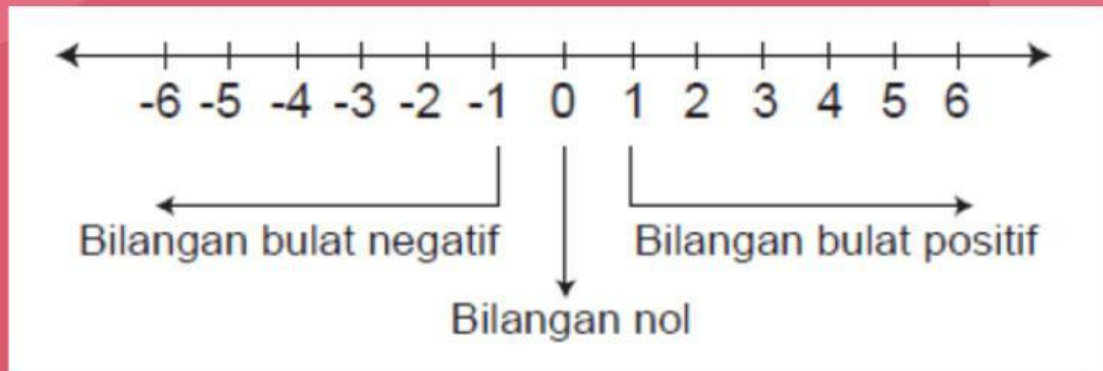 -6 -5 -4 -3 -2 -1 0 1 2 3 4 5 6
Bilangan bulat negatif Bilangan bulat positif
Bilangan nol